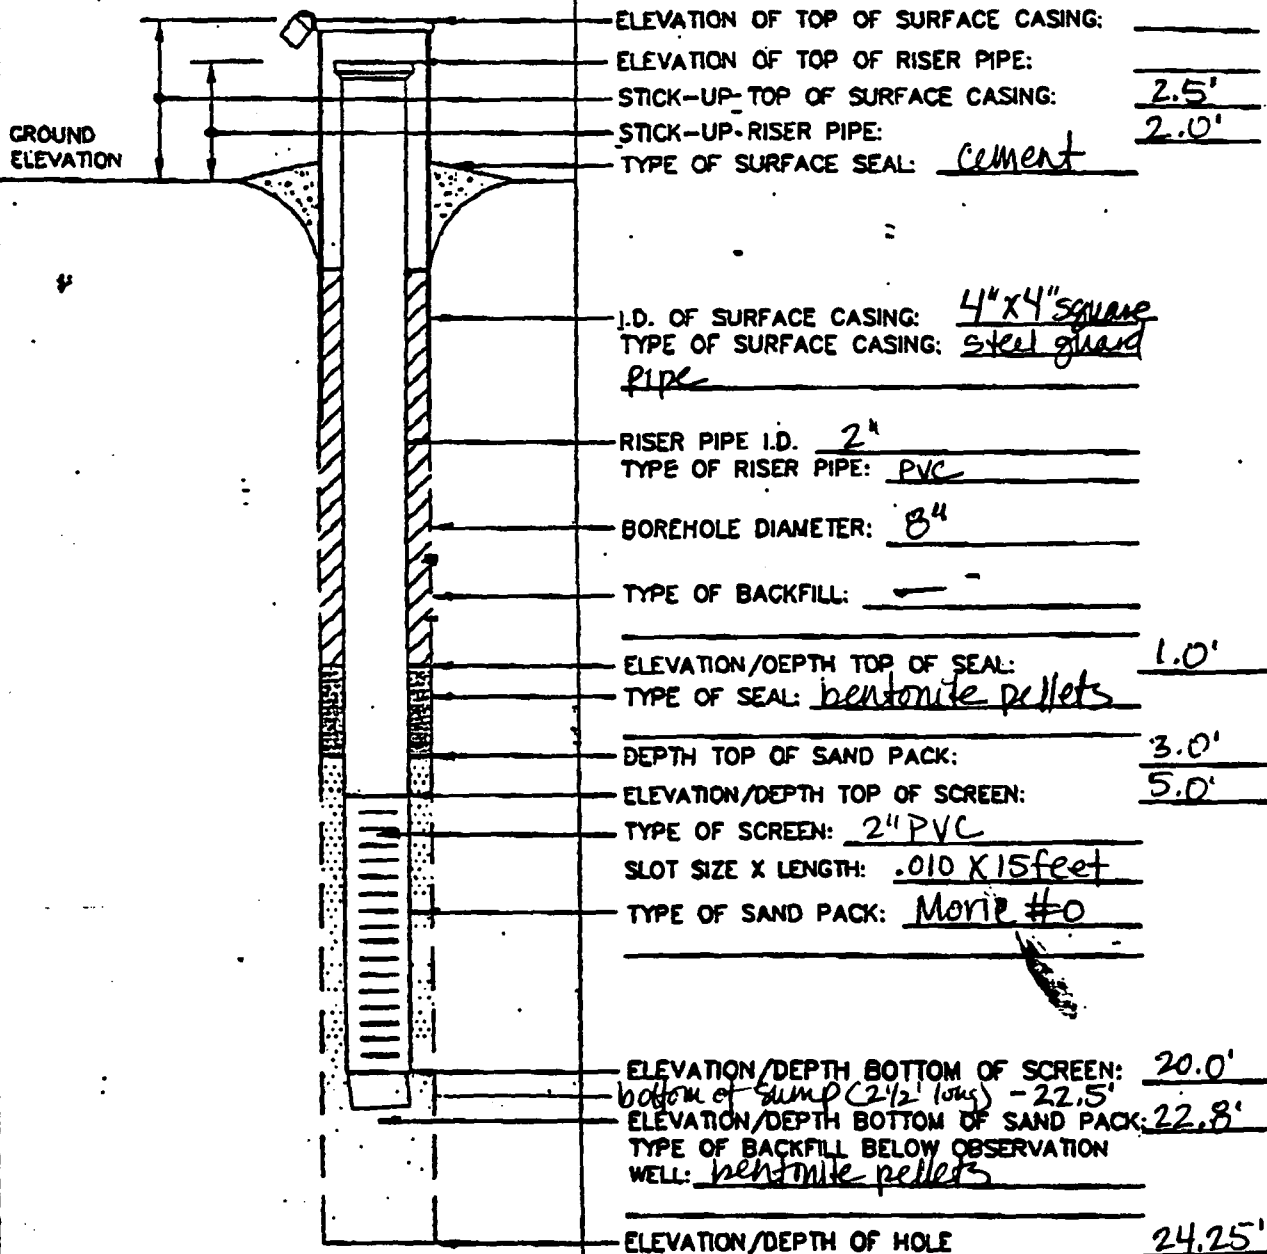 ELEVATION OF TOP OF SURFACE CASING:
ELEVATION OF TOP OF RISER PIPE:
STICK-UP-TOP OF SURFACE CASING: 2.5'
STICK-UP-RISER PIPE: 2.0'
GROUND
ELEVATION
TYPE OF SURFACE SEAL: cement
I.D. OF SURFACE CASING: 4" x 4" square
TYPE OF SURFACE CASING: steel guard
pipe
RISER PIPE I.D. 2"
TYPE OF RISER PIPE: PVC
BOREHOLE DIAMETER: 8"
TYPE OF BACKFILL: —
ELEVATION/DEPTH TOP OF SEAL: 1.0'
TYPE OF SEAL: bentonite pellets
DEPTH TOP OF SAND PACK: 3.0'
ELEVATION/DEPTH TOP OF SCREEN: 5.0'
TYPE OF SCREEN: 2" PVC
SLOT SIZE X LENGTH: .010 X 15 feet
TYPE OF SAND PACK: Morie #0
ELEVATION/DEPTH BOTTOM OF SCREEN: 20.0'
bottom of sump (2½' long) - 22.5'
ELEVATION/DEPTH BOTTOM OF SAND PACK: 22.8'
TYPE OF BACKFILL BELOW OBSERVATION
WELL: bentonite pellets
ELEVATION/DEPTH OF HOLE 24.25'